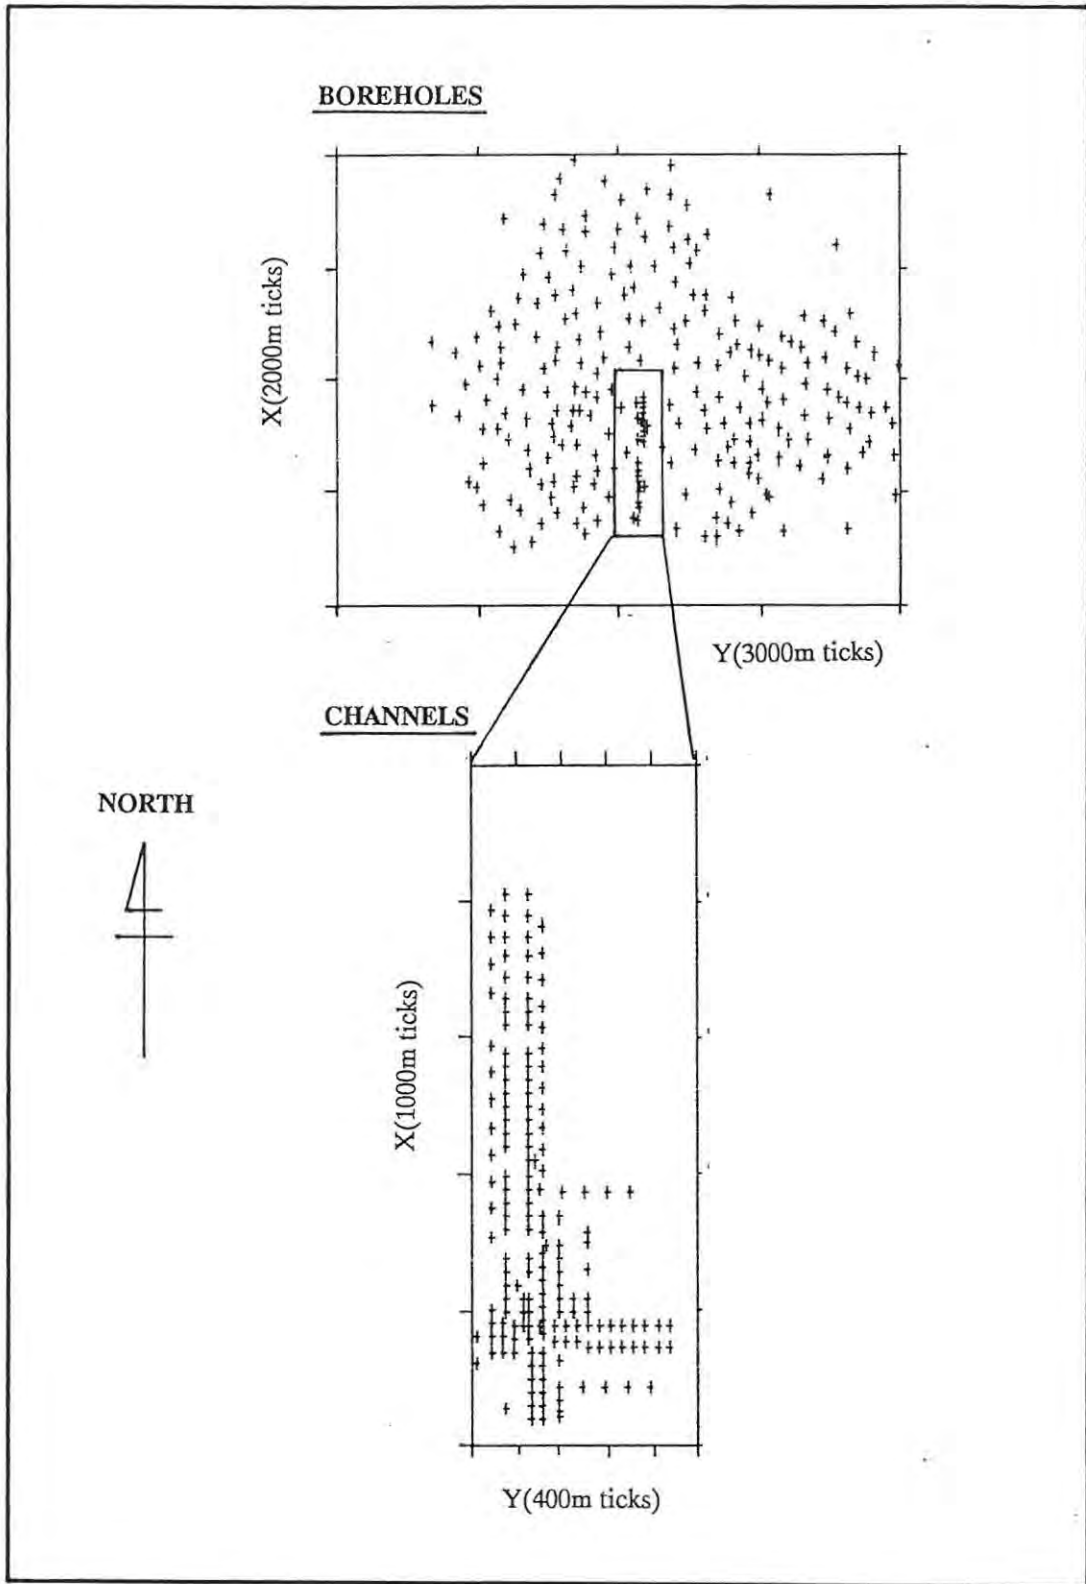 BOREHOLES
X(2000m ticks)
Y(3000m ticks)
CHANNELS
NORTH
X(1000m ticks)
Y(400m ticks)